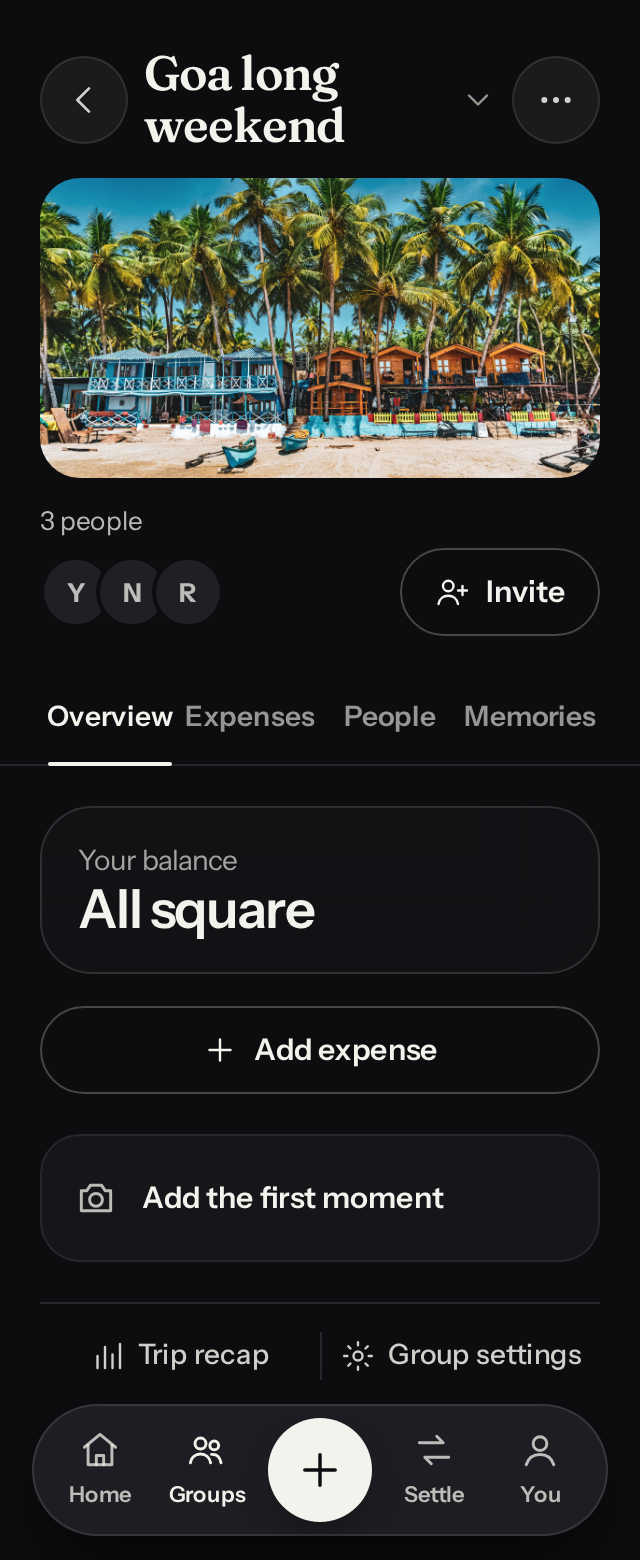 Goa long
weekend
3 people
Y N R
Invite
Overview Expenses People Memories
Your balance
All square
Add expense
Add the first moment
Trip recap Group settings
Home Groups Settle You